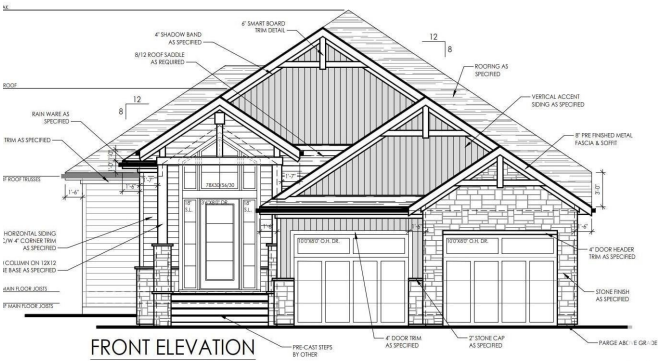 6" SMART BOARD
TRIM DETAIL
4" SHADOW BAND
AS SPECIFIED
8/12 ROOF SADDLE
AS REQUIRED
12
8
ROOFING AS
SPECIFIED
ROOF
12
8
VERTICAL ACCENT
SIDING AS SPECIFIED
RAIN WARE AS
SPECIFIED
TRIM AS SPECIFIED
8" PRE FINISHED METAL
FASCIA & SOFFIT
F ROOF TRUSSES
1'-6"
1'-6"
1'-6"
3'-0"
HORIZONTAL SIDING
C/W 4" CORNER TRIM
AS SPECIFIED
10'0"X8'0" O.H. DR.
10'0"X8'0" O.H. DR.
4" DOOR HEADER
TRIM AS SPECIFIED
COLUMN ON 12X12
E BASE AS SPECIFIED
MAIN FLOOR JOISTS
STONE FINISH
AS SPECIFIED
F MAIN FLOOR JOISTS
FRONT ELEVATION
PRE-CAST STEPS
BY OTHER
4" DOOR TRIM
AS SPECIFIED
2" STONE CAP
AS SPECIFIED
PARGE ABOVE GRADE